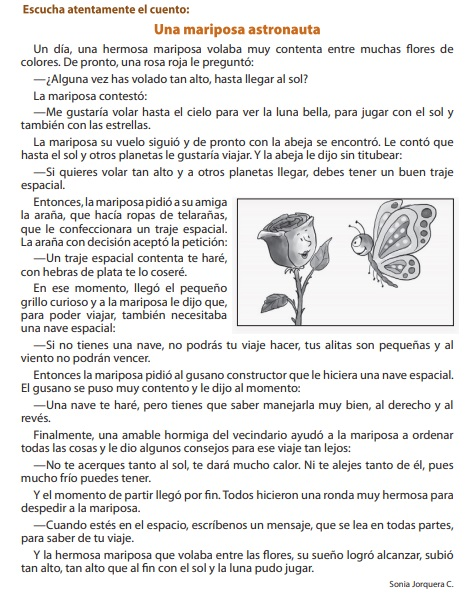 Escucha atentamente el cuento:
Una mariposa astronauta
Un día, una hermosa mariposa volaba muy contenta entre muchas flores de
colores. De pronto, una rosa roja le preguntó:
—¿Alguna vez has volado tan alto, hasta llegar al sol?
La mariposa contestó:
—Me gustaría volar hasta el cielo para ver la luna bella, para jugar con el sol y
también con las estrellas.
La mariposa su vuelo siguió y de pronto con la abeja se encontró. Le contó que
hasta el sol y otros planetas le gustaría viajar. Y la abeja le dijo sin titubear:
—Si quieres volar tan alto y a otros planetas llegar, debes tener un buen traje
espacial.
Entonces, la mariposa pidió a su amiga
la araña, que hacía ropas de telarañas,
que le confeccionara un traje espacial.
La araña con decisión aceptó la petición:
—Un traje espacial contenta te haré,
con hebras de plata te lo coseré.
En ese momento, llegó el pequeño
grillo curioso y a la mariposa le dijo que,
para poder viajar, también necesitaba
una nave espacial:
—Si no tienes una nave, no podrás tu viaje hacer, tus alitas son pequeñas y al
viento no podrán vencer.
Entonces la mariposa pidió al gusano constructor que le hiciera una nave espacial.
El gusano se puso muy contento y le dijo al momento:
—Una nave te haré, pero tienes que saber manejarla muy bien, al derecho y al
revés.
Finalmente, una amable hormiga del vecindario ayudó a la mariposa a ordenar
todas las cosas y le dio algunos consejos para ese viaje tan lejos:
—No te acerques tanto al sol, te dará mucho calor. Ni te alejes tanto de él, pues
mucho frío puedes tener.
Y el momento de partir llegó por fin. Todos hicieron una ronda muy hermosa para
despedir a la mariposa.
—Cuando estés en el espacio, escríbenos un mensaje, que se lea en todas partes,
para saber de tu viaje.
Y la hermosa mariposa que volaba entre las flores, su sueño logró alcanzar, subió
tan alto, tan alto que al fin con el sol y la luna pudo jugar.
Sonia Jorquera C.